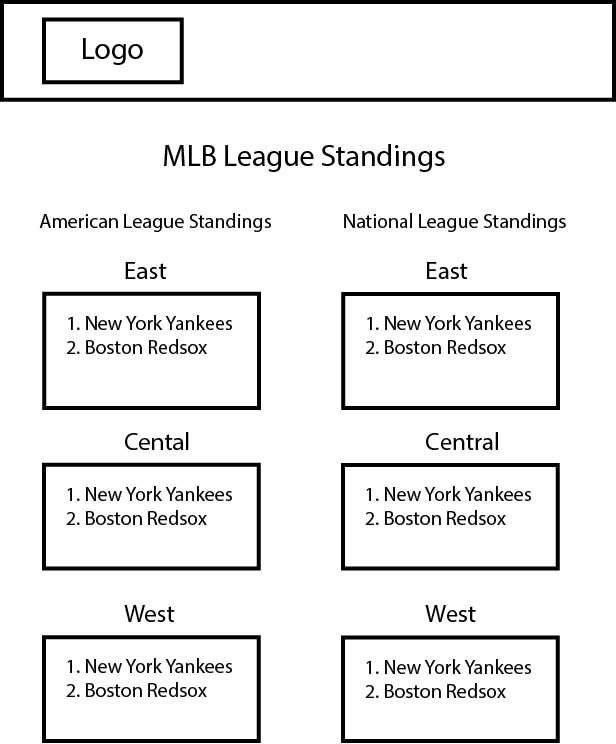 Logo
MLB League Standings
American League Standings
East
1. New York Yankees
2. Boston Redsox
Cental
1. New York Yankees
2. Boston Redsox
West
1. New York Yankees
2. Boston Redsox
National League Standings
East
1. New York Yankees
2. Boston Redsox
Central
1. New York Yankees
2. Boston Redsox
West
1. New York Yankees
2. Boston Redsox